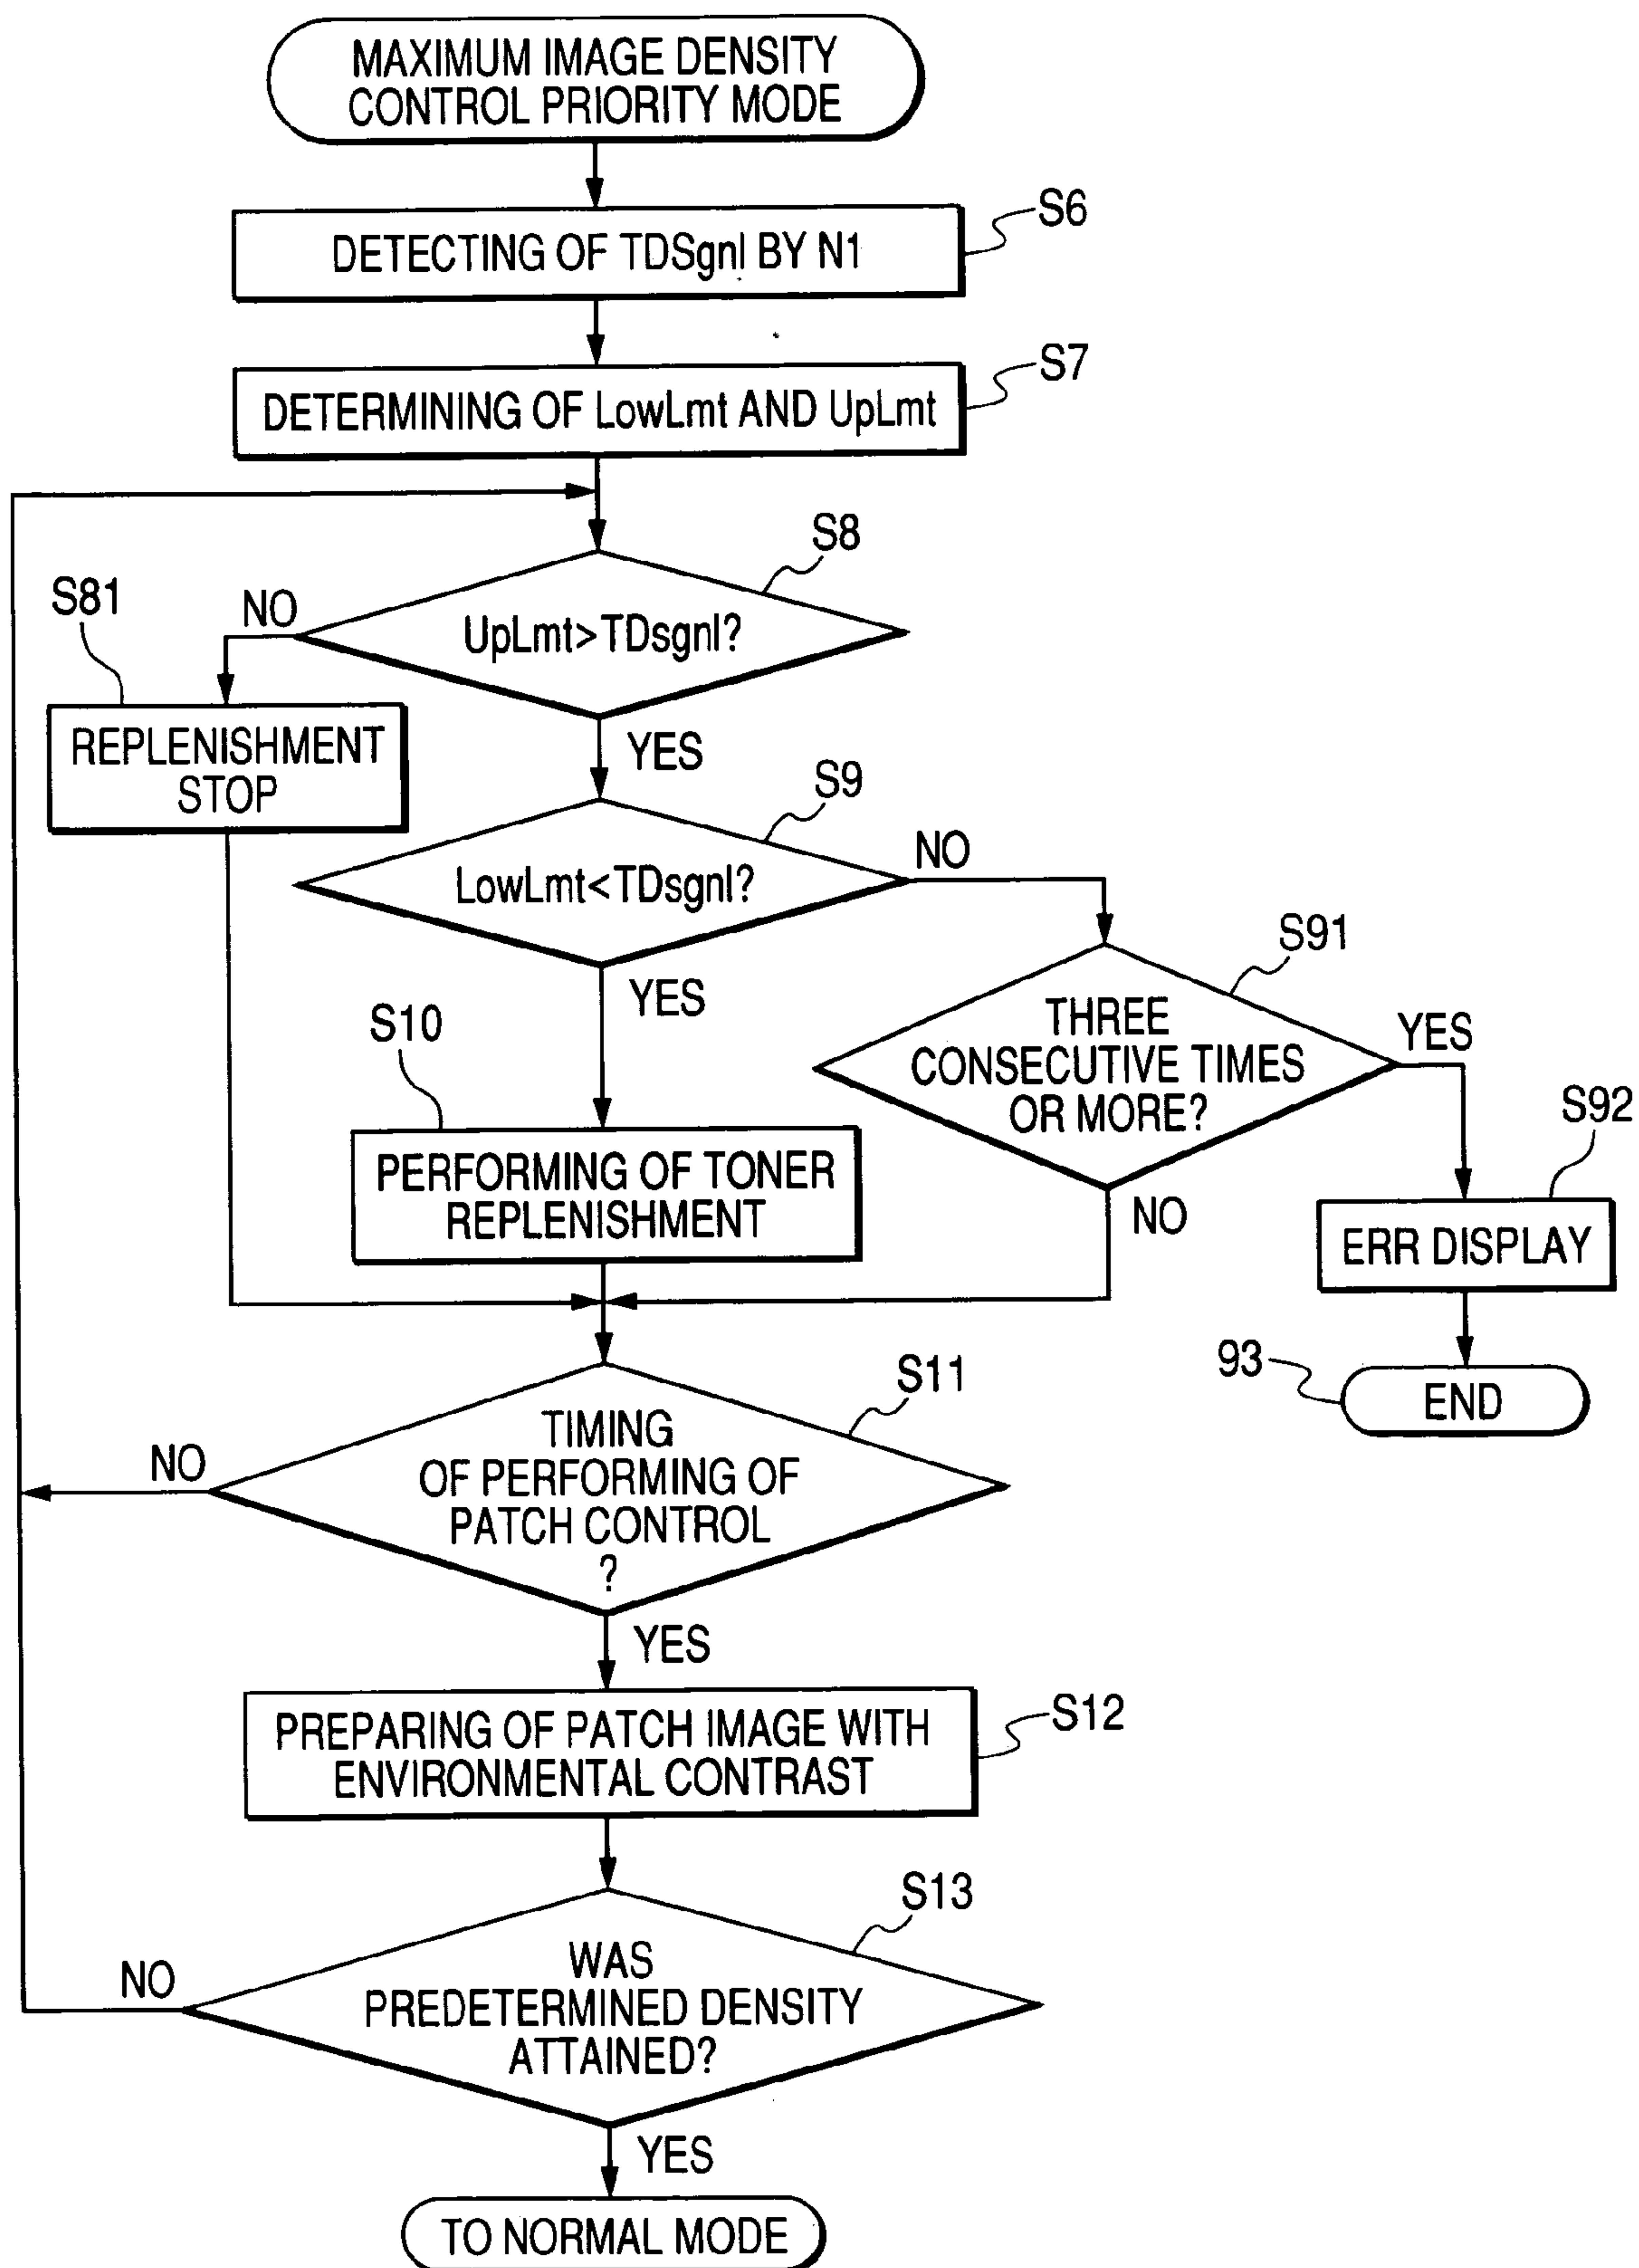 MAXIMUM IMAGE DENSITY
CONTROL PRIORITY MODE
S6
DETECTING OF TDSgnl BY N1
S7
DETERMINING OF LowLmt AND UpLmt
S8
UpLmt>TDsgnl?
NO
S81
REPLENISHMENT
STOP
YES
S9
LowLmt<TDsgnl?
NO
YES
S91
THREE
CONSECUTIVE TIMES
OR MORE?
YES
S92
ERR DISPLAY
93
END
NO
S10
PERFORMING OF TONER
REPLENISHMENT
S11
TIMING
OF PERFORMING OF
PATCH CONTROL
?
NO
YES
S12
PREPARING OF PATCH IMAGE WITH
ENVIRONMENTAL CONTRAST
S13
WAS
PREDETERMINED DENSITY
ATTAINED?
NO
YES
TO NORMAL MODE